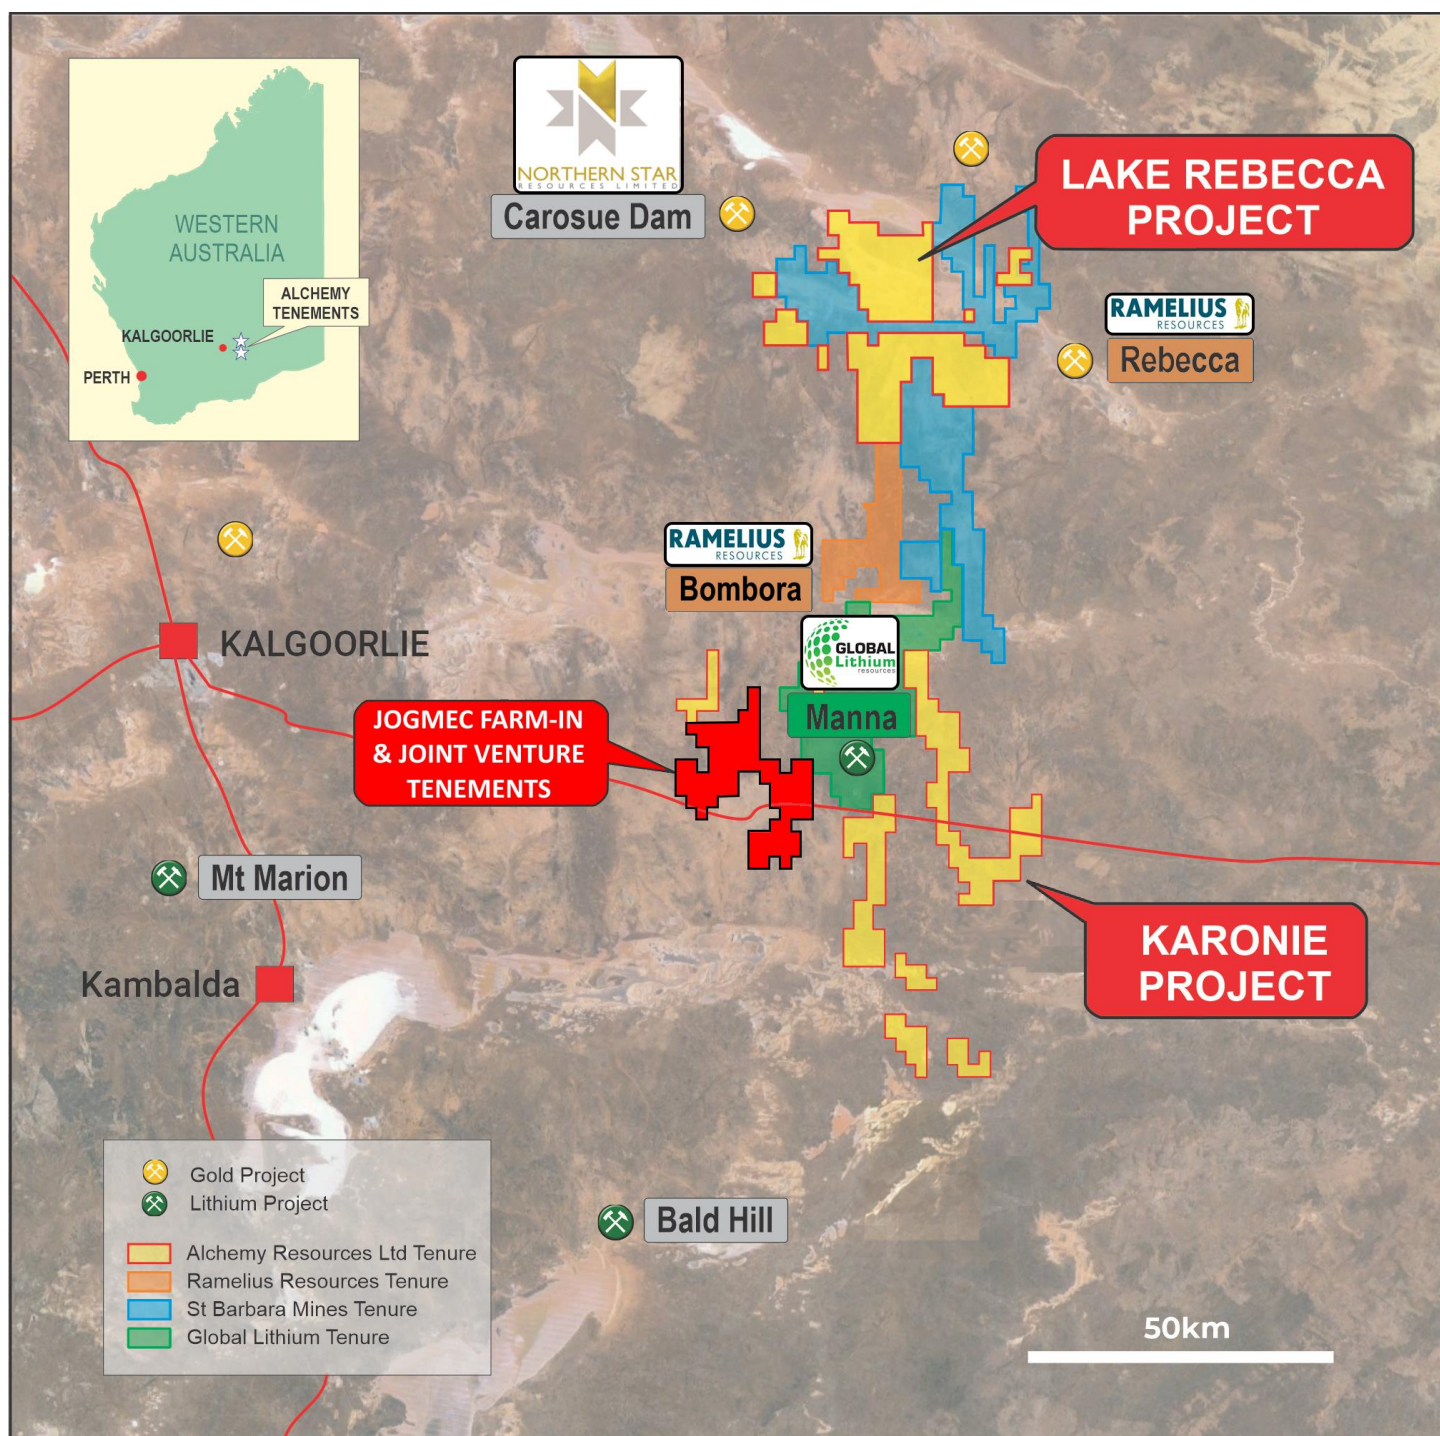 WESTERN
AUSTRALIA
ALCHEMY
TENEMENTS
KALGOORLIE
PERTH
NORTHERN STAR
RESOURCES LIMITED
Carosue Dam
LAKE REBECCA
PROJECT
RAMELIUS
RESOURCES
Rebecca
RAMELIUS
RESOURCES
Bombora
KALGOORLIE
GLOBAL
Lithium
resources
Manna
JOGMEC FARM-IN
& JOINT VENTURE
TENEMENTS
Mt Marion
Kambalda
KARONIE
PROJECT
Bald Hill
Gold Project
Lithium Project
Alchemy Resources Ltd Tenure
Ramelius Resources Tenure
St Barbara Mines Tenure
Global Lithium Tenure
50km